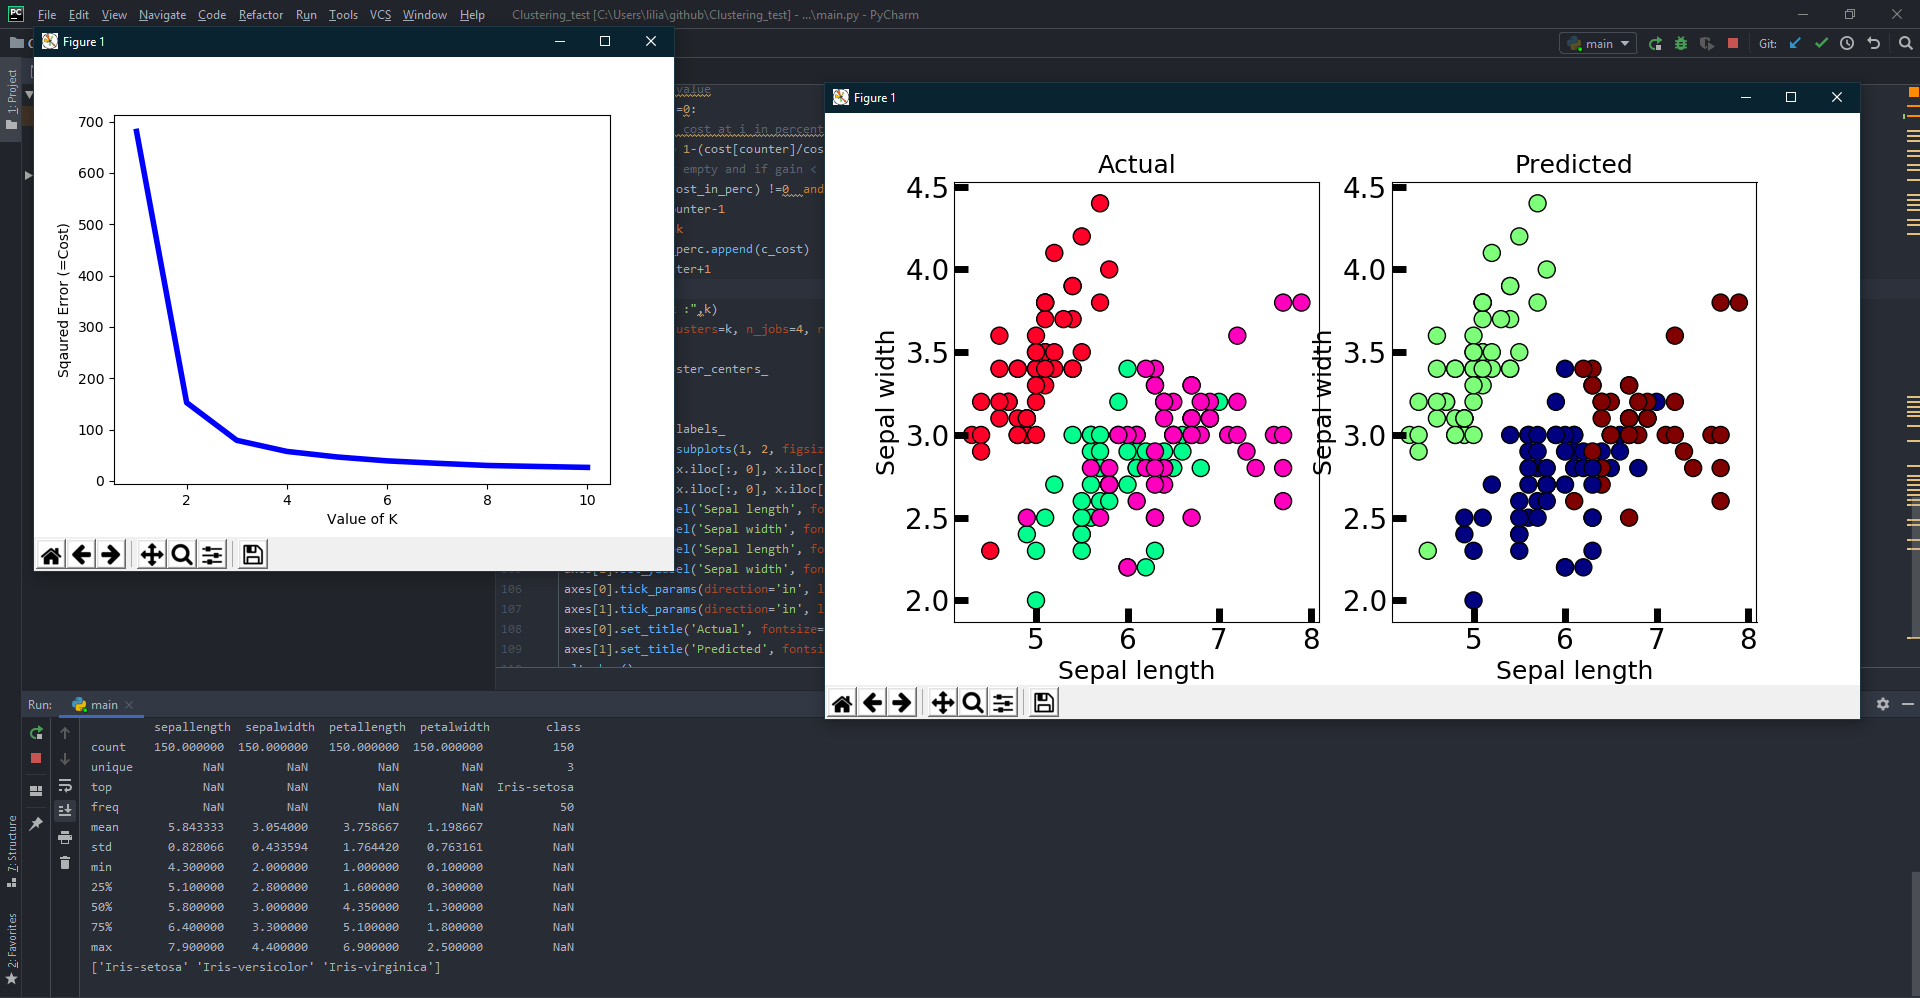 File Edit View Navigate Code Refactor Run Tools VCS Window Help Clustering_test [C:\Users\lilia\github\Clustering_test] - ...\main.py - PyCharm
main Git:
1: Project
Figure 1
700
600
500
400
300
200
100
0
Sqaured Error (=Cost)
2 4 6 8 10
Value of K
value
=0:
cost at i in percent
1-(cost[counter]/cos
empty and if gain <
ost_in_perc) !=0 and
unter-1
k
perc.append(c_cost)
ter+1
:",k)
usters=k, n_jobs=4, r
ster_centers_
labels_
subplots(1, 2, figsiz
x.iloc[:, 0], x.iloc[
x.iloc[:, 0], x.iloc[
el('Sepal length', fo
el('Sepal width', fon
el('Sepal length', fo
'Sepal width', fon
106 axes[0].tick_params(direction='in', l
107 axes[1].tick_params(direction='in', l
108 axes[0].set_title('Actual', fontsize=
109 axes[1].set_title('Predicted', fontsi
Figure 1
Actual
4.5
4.0
3.5
3.0
2.5
2.0
Sepal width
5 6 7 8
Sepal length
Predicted
4.5
4.0
3.5
3.0
2.5
2.0
Sepal width
5 6 7 8
Sepal length
Run: main
sepallength sepalwidth petallength petalwidth class
count 150.000000 150.000000 150.000000 150.000000 150
unique NaN NaN NaN NaN 3
top NaN NaN NaN NaN Iris-setosa
freq NaN NaN NaN NaN 50
mean 5.843333 3.054000 3.758667 1.198667 NaN
std 0.828066 0.433594 1.764420 0.763161 NaN
min 4.300000 2.000000 1.000000 0.100000 NaN
25% 5.100000 2.800000 1.600000 0.300000 NaN
50% 5.800000 3.000000 4.350000 1.300000 NaN
75% 6.400000 3.300000 5.100000 1.800000 NaN
max 7.900000 4.400000 6.900000 2.500000 NaN
['Iris-setosa' 'Iris-versicolor' 'Iris-virginica']
7: Structure
2: Favorites